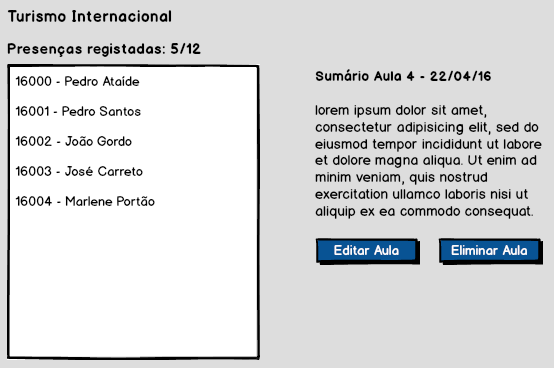 Turismo Internacional
Presenças registadas: 5/12
16000 - Pedro Ataíde
16001 - Pedro Santos
16002 - João Gordo
16003 - José Carreto
16004 - Marlene Portão
Sumário Aula 4 - 22/04/16
lorem ipsum dolor sit amet,
consectetur adipisicing elit, sed do
eiusmod tempor incididunt ut labore
et dolore magna aliqua. Ut enim ad
minim veniam, quis nostrud
exercitation ullamco laboris nisi ut
aliquip ex ea commodo consequat.
Editar Aula
Eliminar Aula